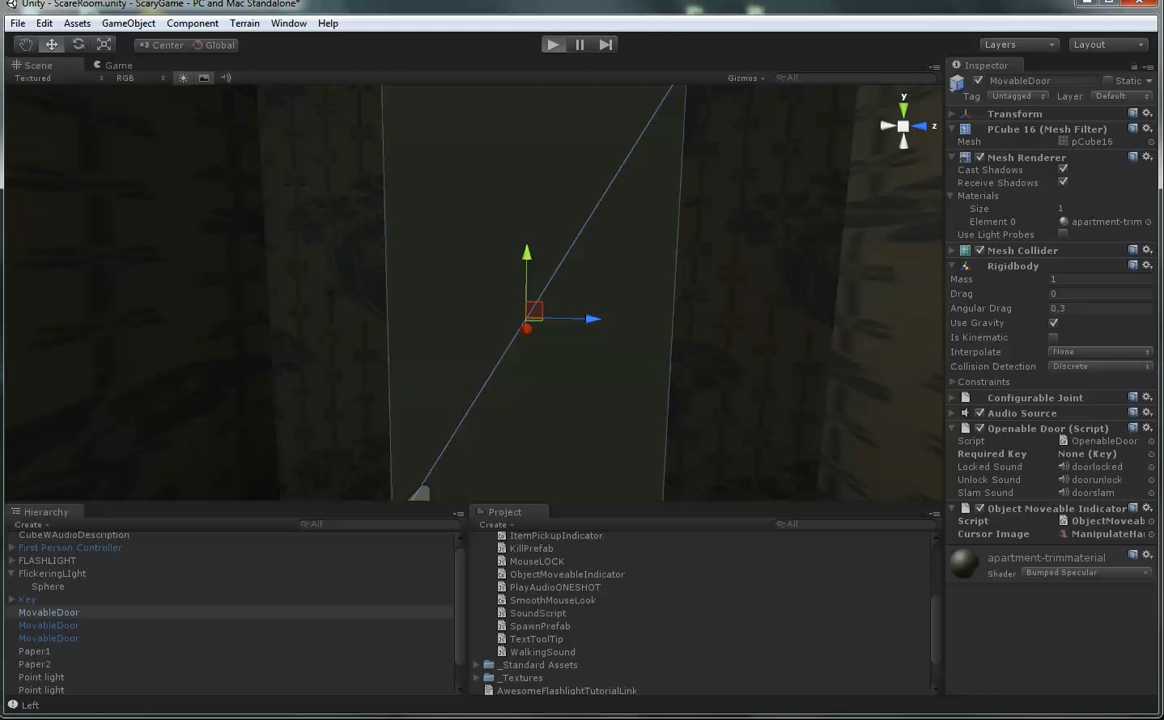 Unity - ScareRoom.unity - ScaryGame - PC and Mac Standalone*
File Edit Assets GameObject Component Terrain Window Help
Center Global Layers Layout
Scene Game
Textured RGB Gizmos All
Inspector
MovableDoor Static
Tag Untagged Layer Default
Transform
PCube 16 (Mesh Filter)
Mesh pCube16
Mesh Renderer
Cast Shadows
Receive Shadows
Materials
Size 1
Element 0 apartment-trim
Use Light Probes
Mesh Collider
Rigidbody
Mass 1
Drag 0
Angular Drag 0.3
Use Gravity
Is Kinematic
Interpolate None
Collision Detection Discrete
Constraints
Configurable Joint
Audio Source
Openable Door (Script)
Script OpenableDoor
Required Key None (Key)
Locked Sound doorlocked
Unlock Sound doorunlock
Slam Sound doorslam
Object Moveable Indicator
Script ObjectMoveab
Cursor Image ManipulateHa
apartment-trimmaterial
Shader Bumped Specular
y
z
Hierarchy
Create All
CubeWAudioDescription
First Person Controller
FLASHLIGHT
FlickeringLIght
Sphere
Key
MovableDoor
MovableDoor
MovableDoor
Paper1
Paper2
Point light
Point light
Project
Create All
ItemPickupIndicator
KillPrefab
MouseLOCK
ObjectMoveableIndicator
PlayAudioONESHOT
SmoothMouseLook
SoundScript
SpawnPrefab
TextToolTip
WalkingSound
_Standard Assets
_Textures
AwesomeFlashlightTutorialLink
Left